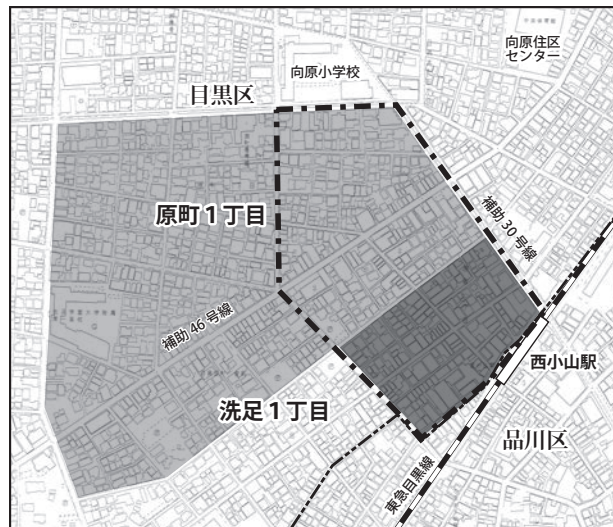 向原住区
センター
向原小学校
目黒区
原町1丁目
補助30号線
補助46号線
西小山駅
洗足1丁目
品川区
東急目黒線